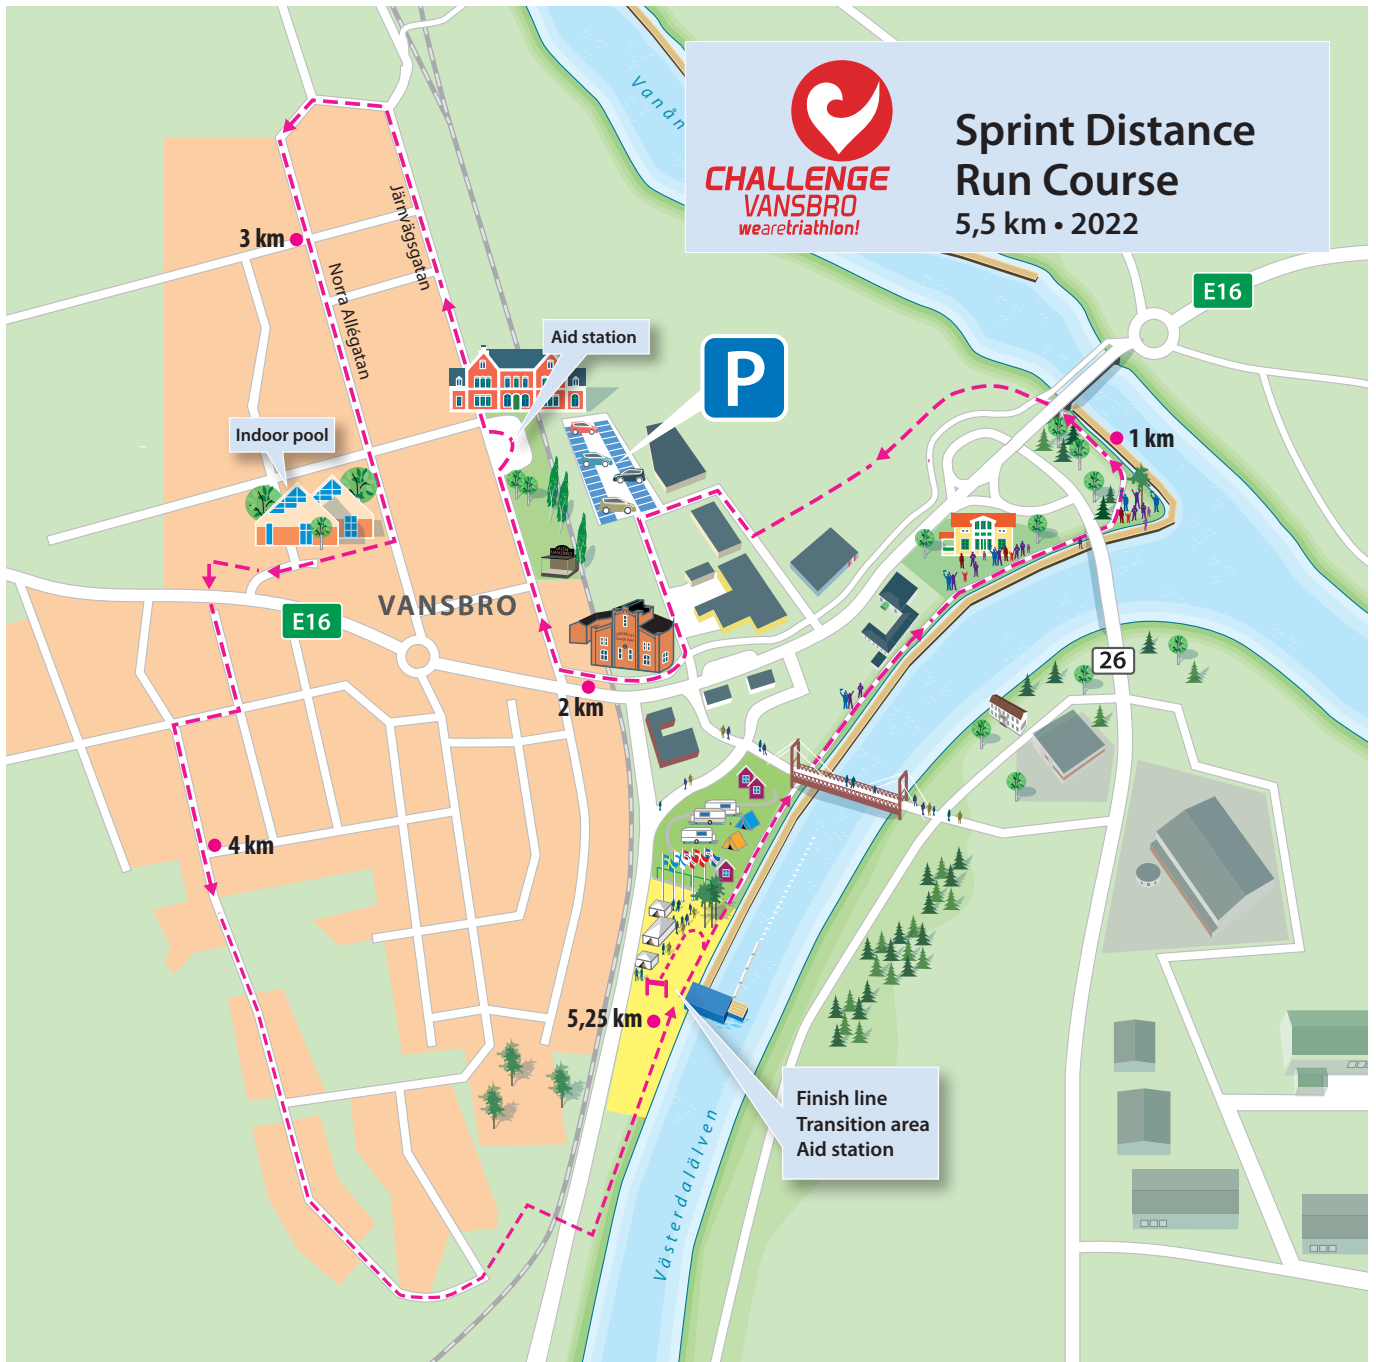 Vanån
CHALLENGE
VANSBRO
wearetriathlon!
Sprint Distance
Run Course
5,5 km • 2022
Järnvägsgatan
3 km
Norra Allégatan
E16
Aid station
P
Indoor pool
1 km
VANSBRO
E16
26
2 km
4 km
5,25 km
Finish line
Transition area
Aid station
Västerdalälven